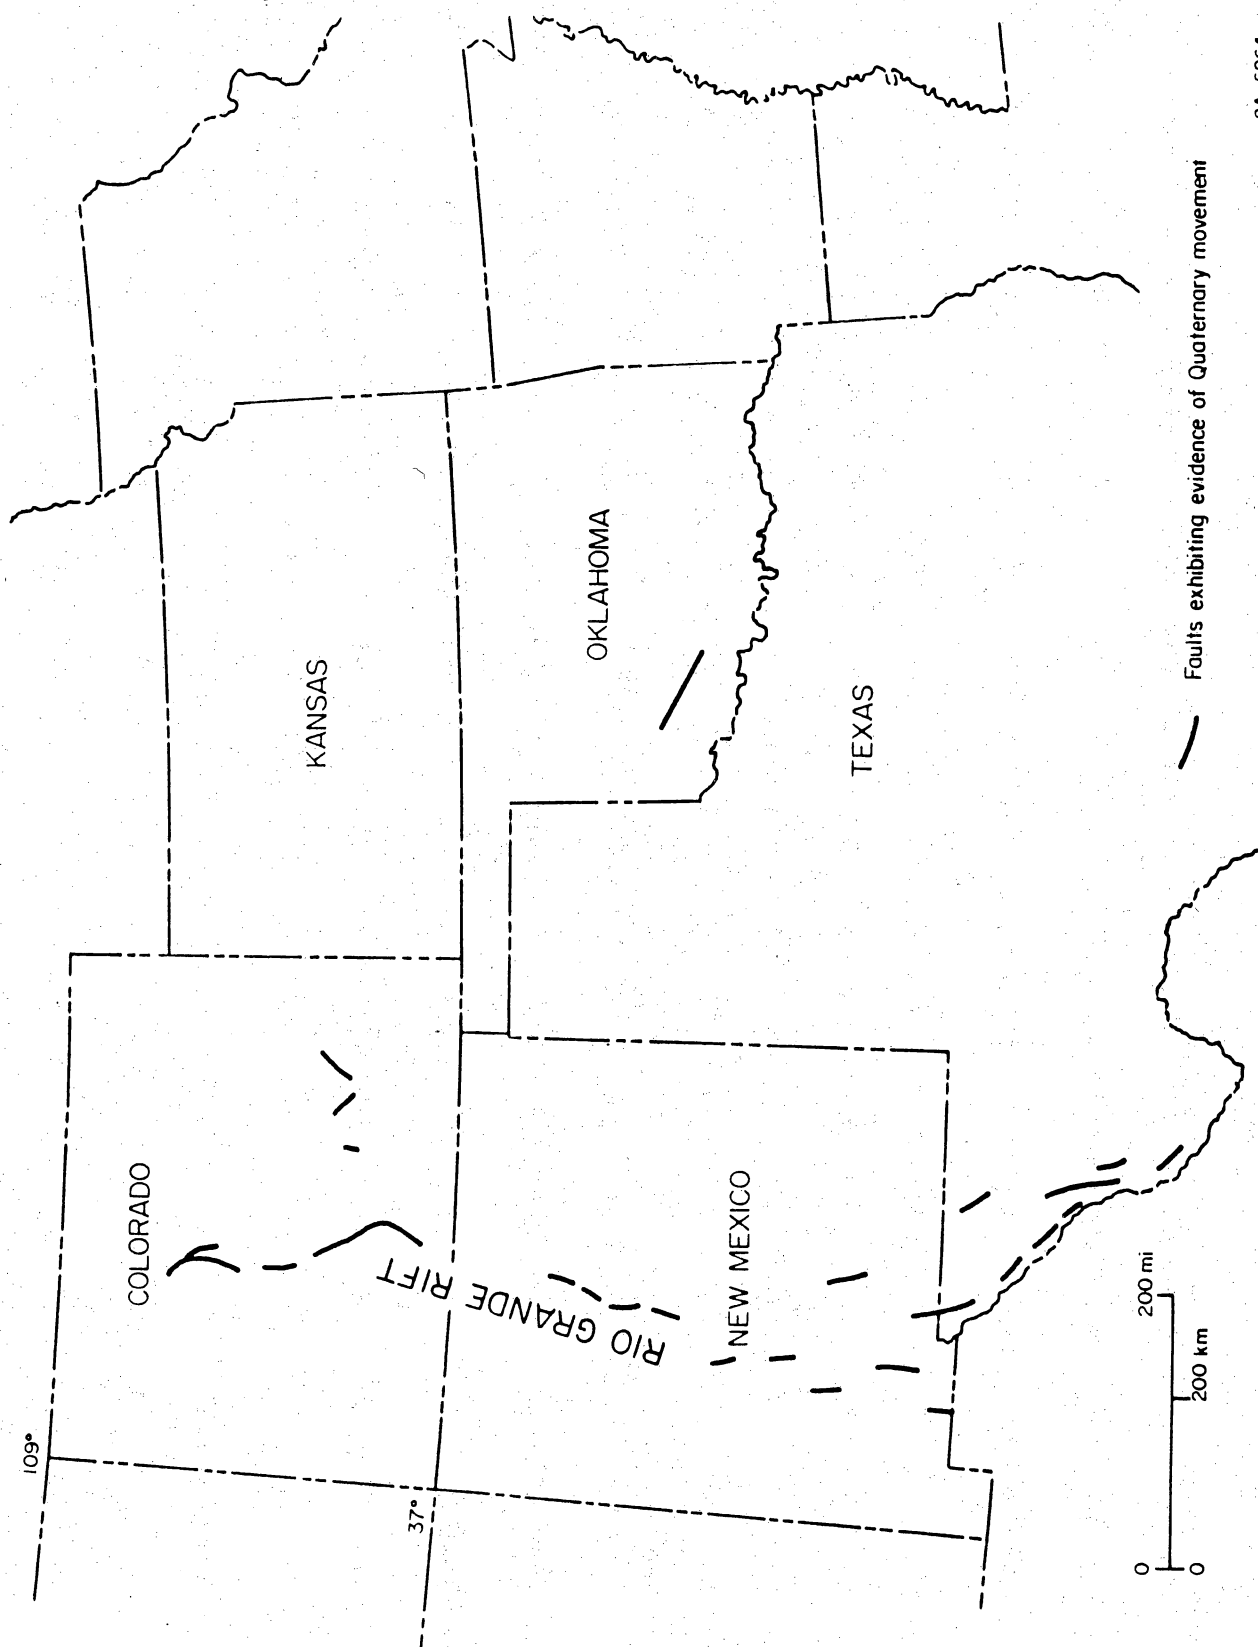 109°
COLORADO
KANSAS
37°
RIO GRANDE RIFT
OKLAHOMA
NEW MEXICO
TEXAS
0 200 mi
0 200 km
Faults exhibiting evidence of Quaternary movement